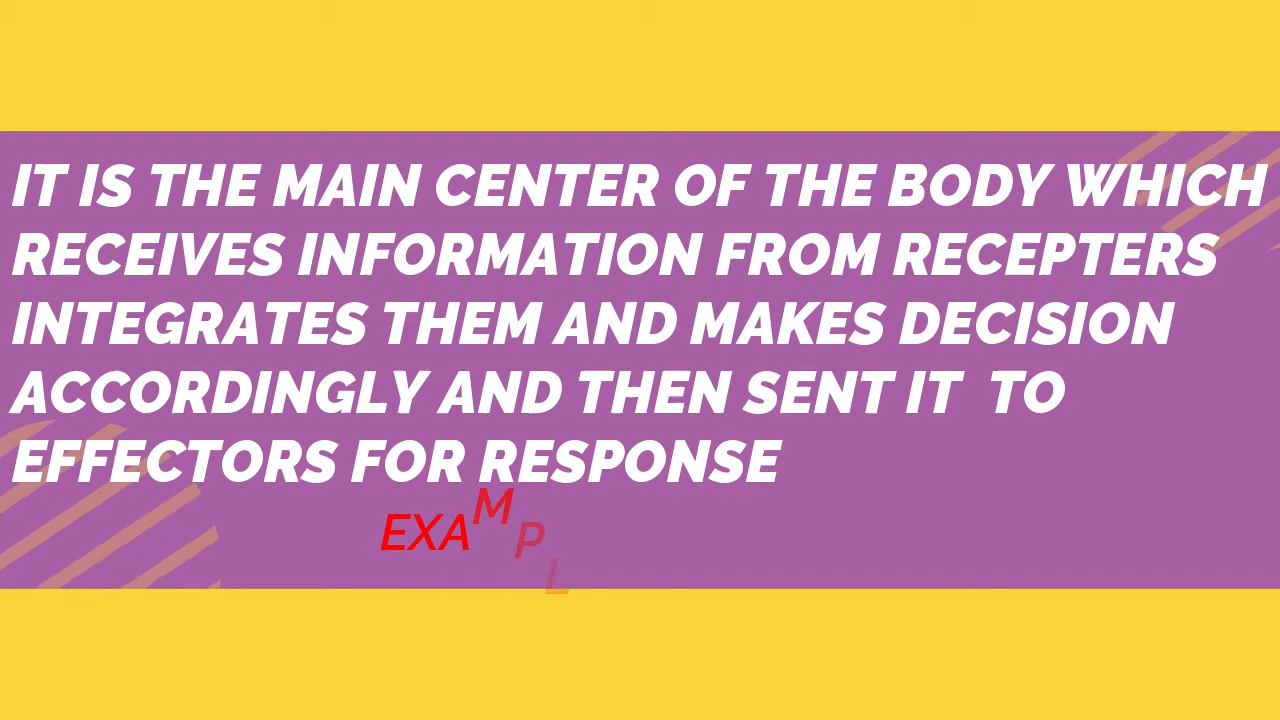 IT IS THE MAIN CENTER OF THE BODY WHICH
RECEIVES INFORMATION FROM RECEPTERS
INTEGRATES THEM AND MAKES DECISION
ACCORDINGLY AND THEN SENT IT TO
EFFECTORS FOR RESPONSE
EXAMPL